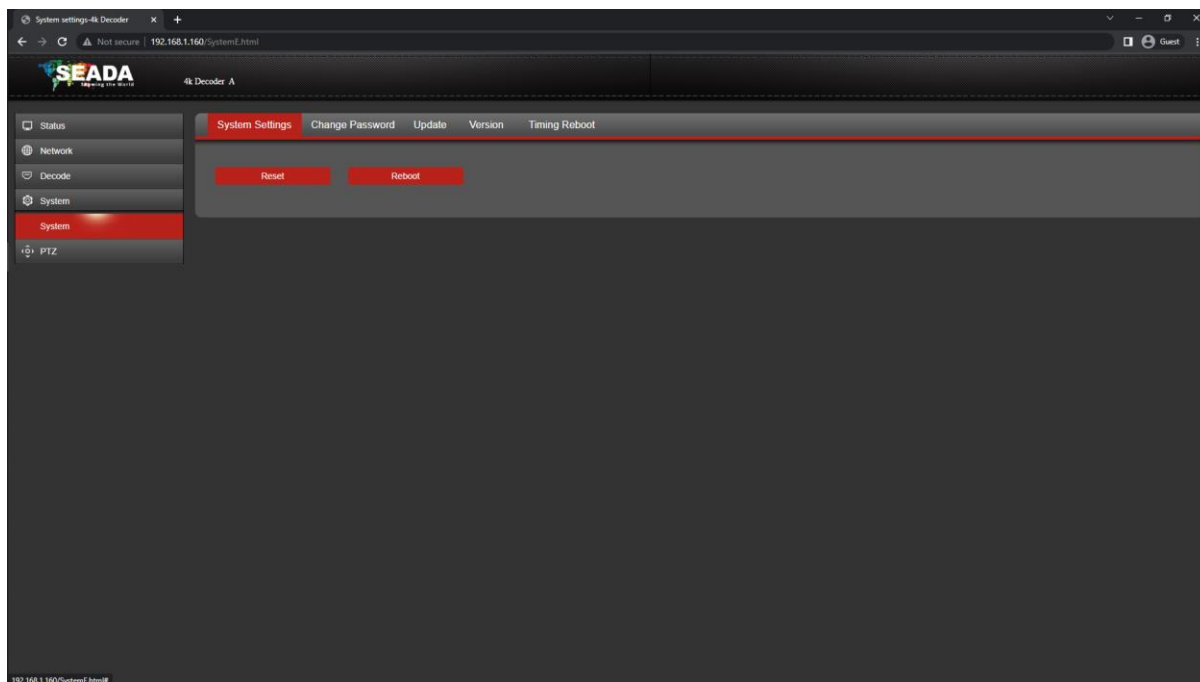 System settings-4k Decoder
Not secure | 192.168.1.160/SystemE.html
Guest
SEADA
4k Decoder A
Status
Network
Decode
System
System
PTZ
System Settings Change Password Update Version Timing Reboot
Reset Reboot
192.168.1.160/SystemE.html#